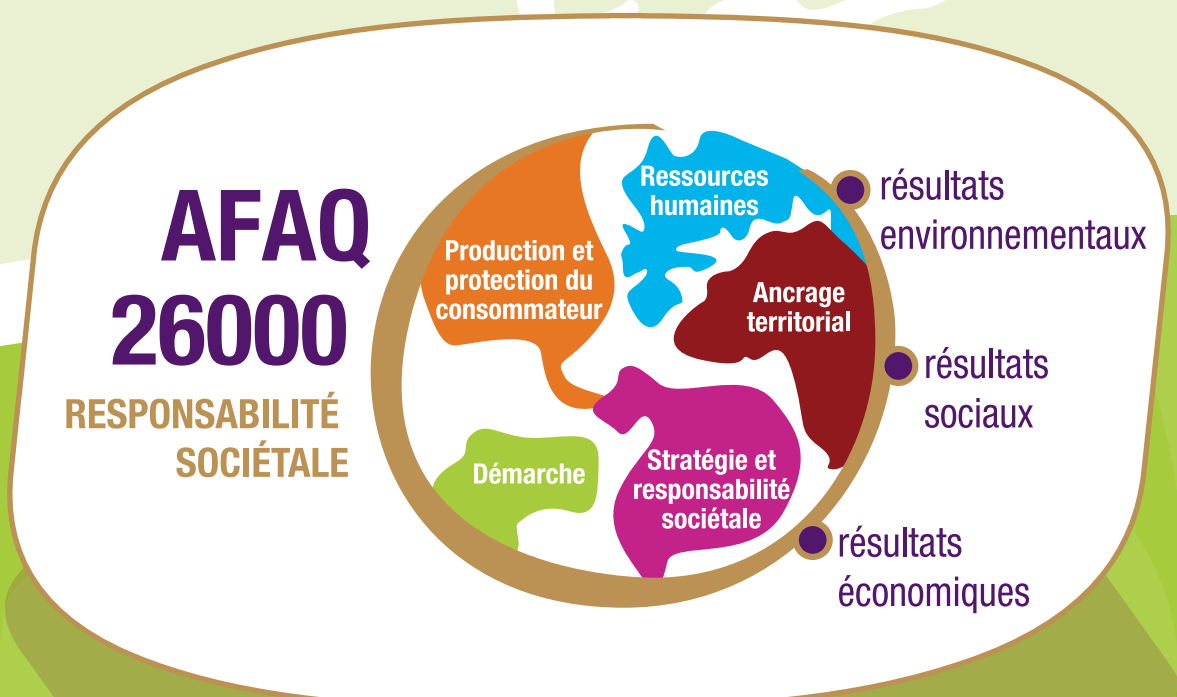 AFAQ
26000
RESPONSABILITÉ
SOCIÉTALE
Production et
protection du
consommateur
Ressources
humaines
Ancrage
territorial
Démarche
Stratégie et
responsabilité
sociétale
résultats
environnementaux
résultats
sociaux
résultats
économiques